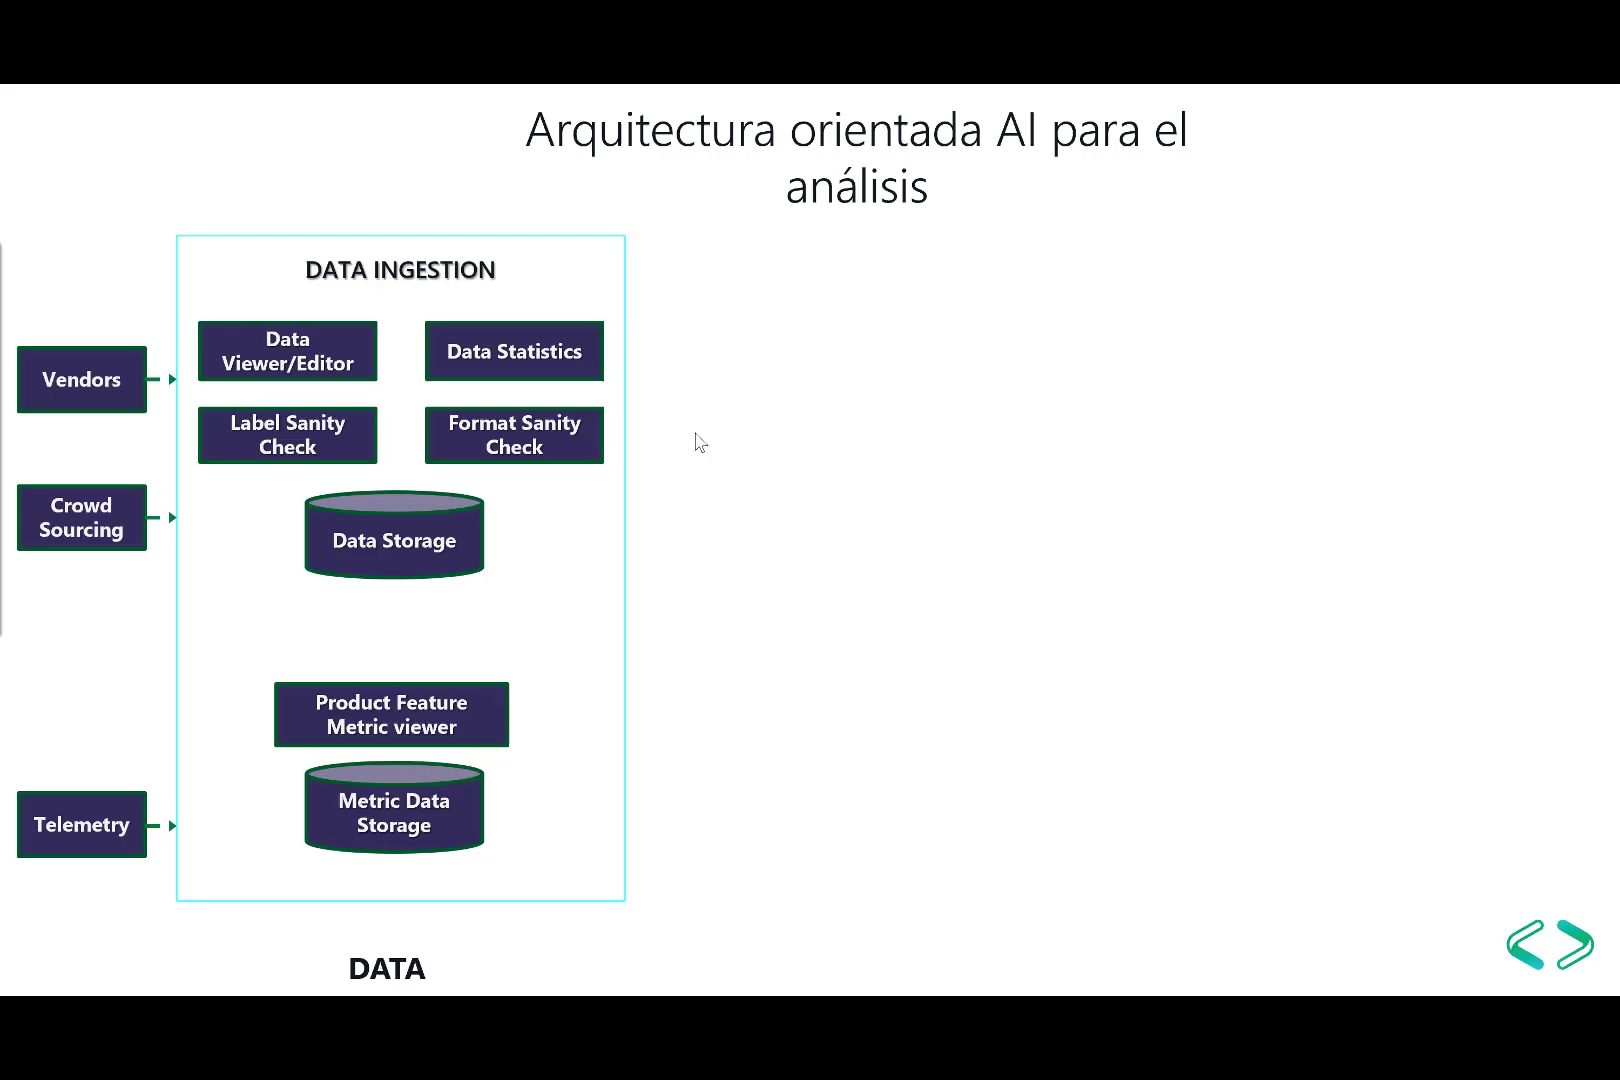 Arquitectura orientada AI para el
análisis
DATA INGESTION
Data
Viewer/Editor
Data Statistics
Vendors
Label Sanity
Check
Format Sanity
Check
Crowd
Sourcing
Data Storage
Product Feature
Metric viewer
Metric Data
Storage
Telemetry
DATA